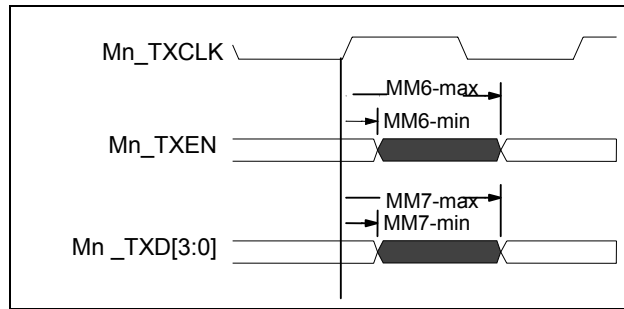 Mn_TXCLK
MM6-max
MM6-min
Mn_TXEN
MM7-max
MM7-min
Mn _TXD[3:0]